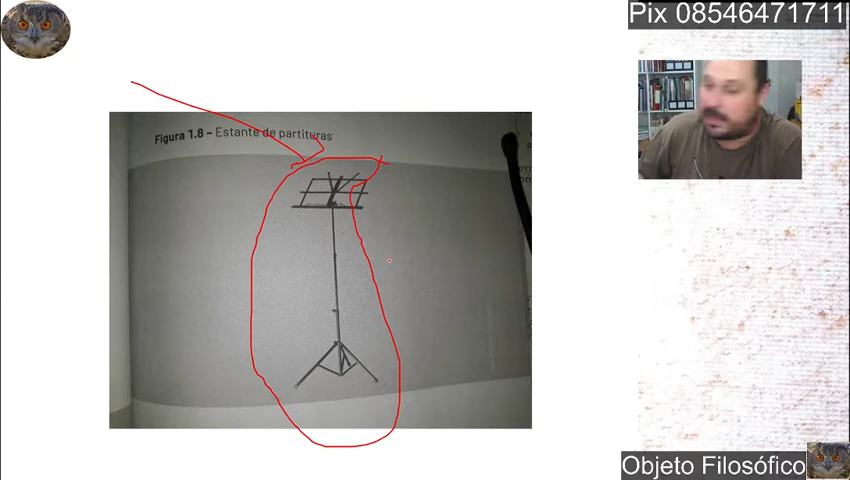 Pix 08546471711
Figura 1.8 – Estante de partituras
Objeto Filosófico